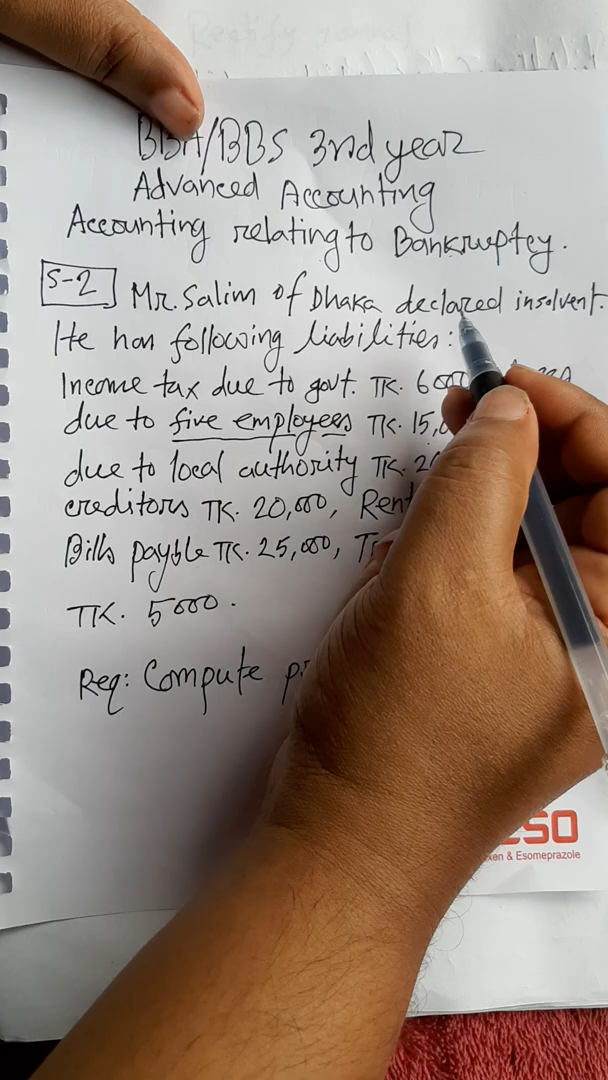 BBA/BBS 3rd year
Advanced Accounting
Accounting relating to Bankruptcy.
S-2 Mr. Salim of Dhaka declared insolvent.
He has following liabilities:
Income tax due to govt. TK.
due to five employees TK.
due to local authority TK.
creditors TK. 20,000, Rent
Bills payble TK. 25,000,
TK. 5000.
Req: Compute
& Esomeprazole